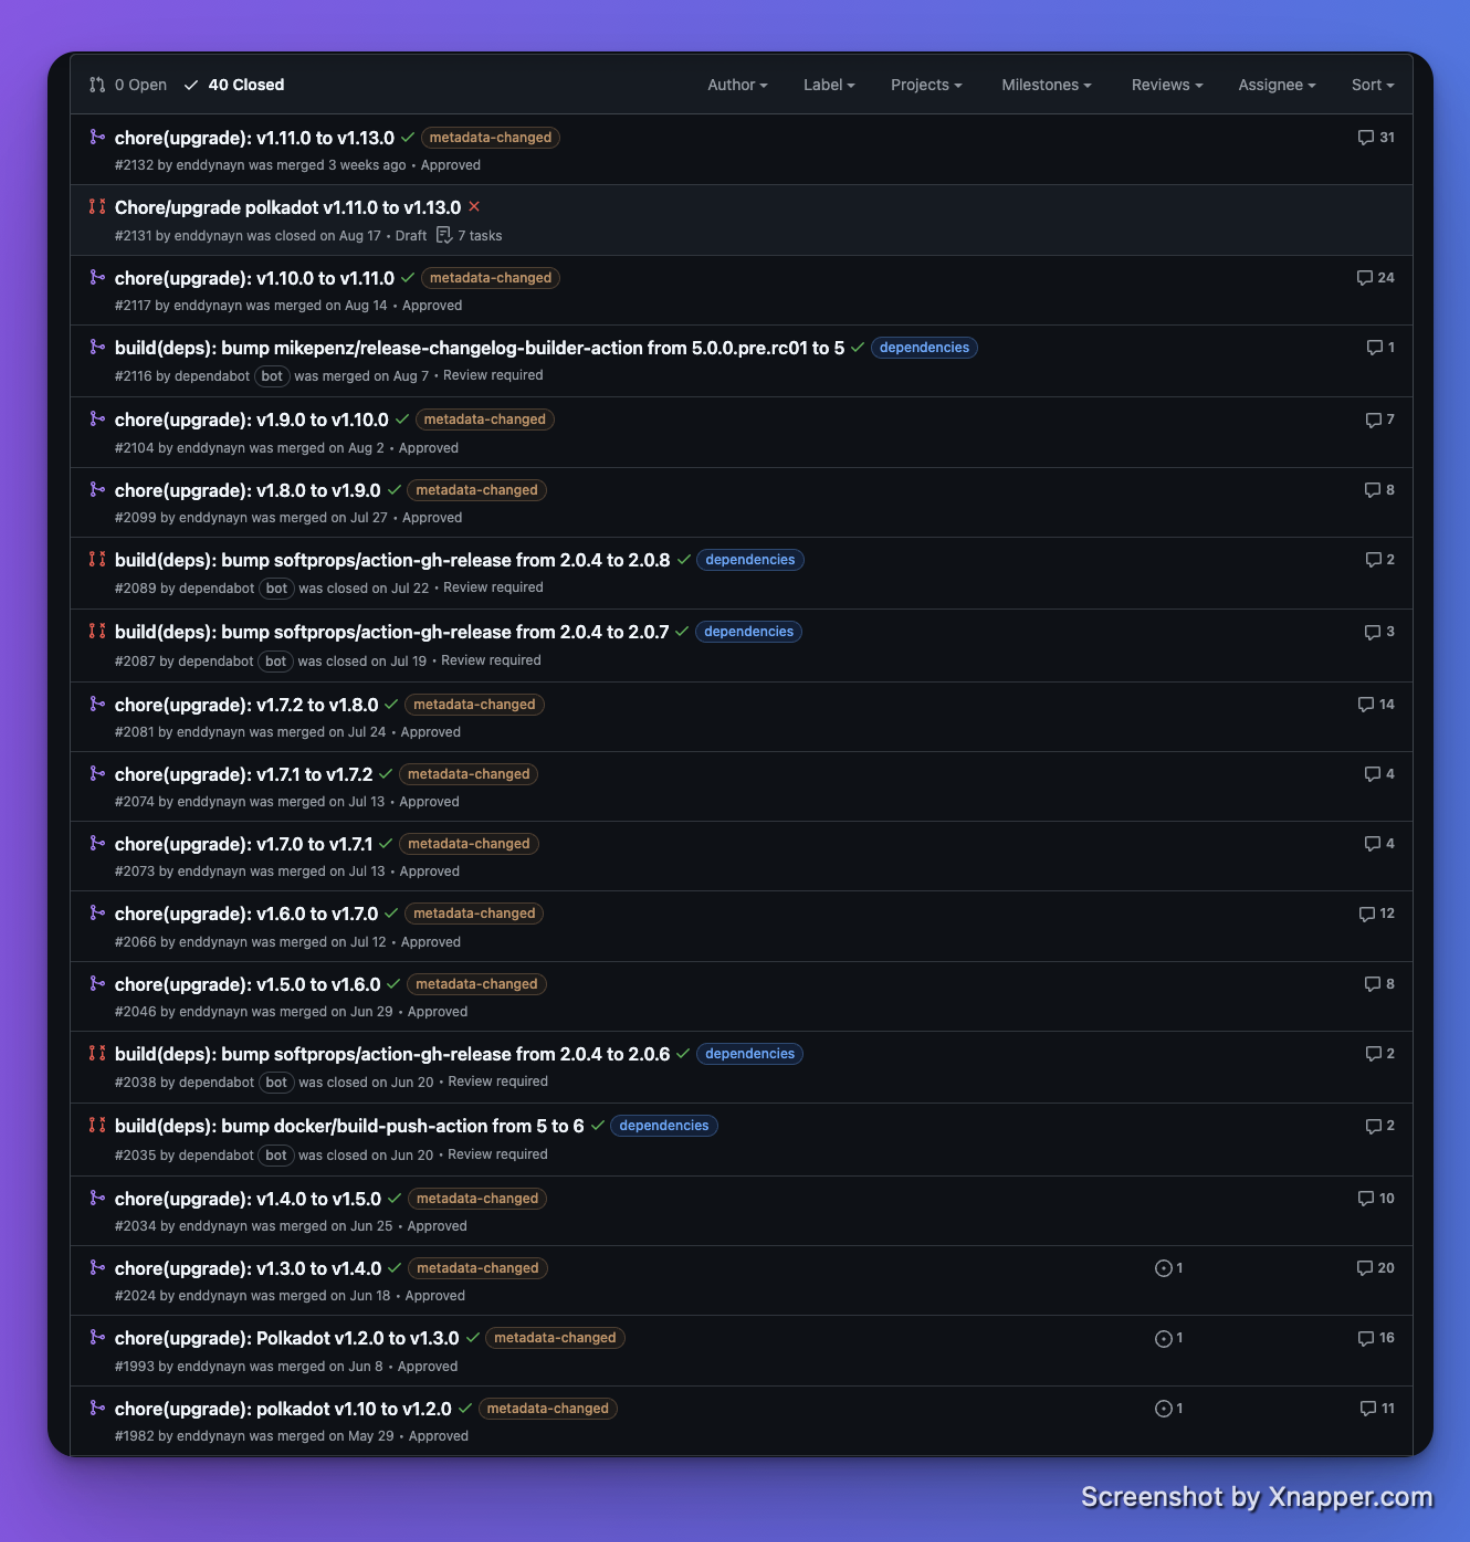 0 Open 40 Closed Author Label Projects Milestones Reviews Assignee Sort
chore(upgrade): v1.11.0 to v1.13.0 metadata-changed 31
#2132 by enddynayn was merged 3 weeks ago • Approved
Chore/upgrade polkadot v1.11.0 to v1.13.0
#2131 by enddynayn was closed on Aug 17 • Draft 7 tasks
chore(upgrade): v1.10.0 to v1.11.0 metadata-changed 24
#2117 by enddynayn was merged on Aug 14 • Approved
build(deps): bump mikepenz/release-changelog-builder-action from 5.0.0.pre.rc01 to 5 dependencies 1
#2116 by dependabot bot was merged on Aug 7 • Review required
chore(upgrade): v1.9.0 to v1.10.0 metadata-changed 7
#2104 by enddynayn was merged on Aug 2 • Approved
chore(upgrade): v1.8.0 to v1.9.0 metadata-changed 8
#2099 by enddynayn was merged on Jul 27 • Approved
build(deps): bump softprops/action-gh-release from 2.0.4 to 2.0.8 dependencies 2
#2089 by dependabot bot was closed on Jul 22 • Review required
build(deps): bump softprops/action-gh-release from 2.0.4 to 2.0.7 dependencies 3
#2087 by dependabot bot was closed on Jul 19 • Review required
chore(upgrade): v1.7.2 to v1.8.0 metadata-changed 14
#2081 by enddynayn was merged on Jul 24 • Approved
chore(upgrade): v1.7.1 to v1.7.2 metadata-changed 4
#2074 by enddynayn was merged on Jul 13 • Approved
chore(upgrade): v1.7.0 to v1.7.1 metadata-changed 4
#2073 by enddynayn was merged on Jul 13 • Approved
chore(upgrade): v1.6.0 to v1.7.0 metadata-changed 12
#2066 by enddynayn was merged on Jul 12 • Approved
chore(upgrade): v1.5.0 to v1.6.0 metadata-changed 8
#2046 by enddynayn was merged on Jun 29 • Approved
build(deps): bump softprops/action-gh-release from 2.0.4 to 2.0.6 dependencies 2
#2038 by dependabot bot was closed on Jun 20 • Review required
build(deps): bump docker/build-push-action from 5 to 6 dependencies 2
#2035 by dependabot bot was closed on Jun 20 • Review required
chore(upgrade): v1.4.0 to v1.5.0 metadata-changed 10
#2034 by enddynayn was merged on Jun 25 • Approved
chore(upgrade): v1.3.0 to v1.4.0 metadata-changed 1 20
#2024 by enddynayn was merged on Jun 18 • Approved
chore(upgrade): Polkadot v1.2.0 to v1.3.0 metadata-changed 1 16
#1993 by enddynayn was merged on Jun 8 • Approved
chore(upgrade): polkadot v1.10 to v1.2.0 metadata-changed 1 11
#1982 by enddynayn was merged on May 29 • Approved
Screenshot by Xnapper.com